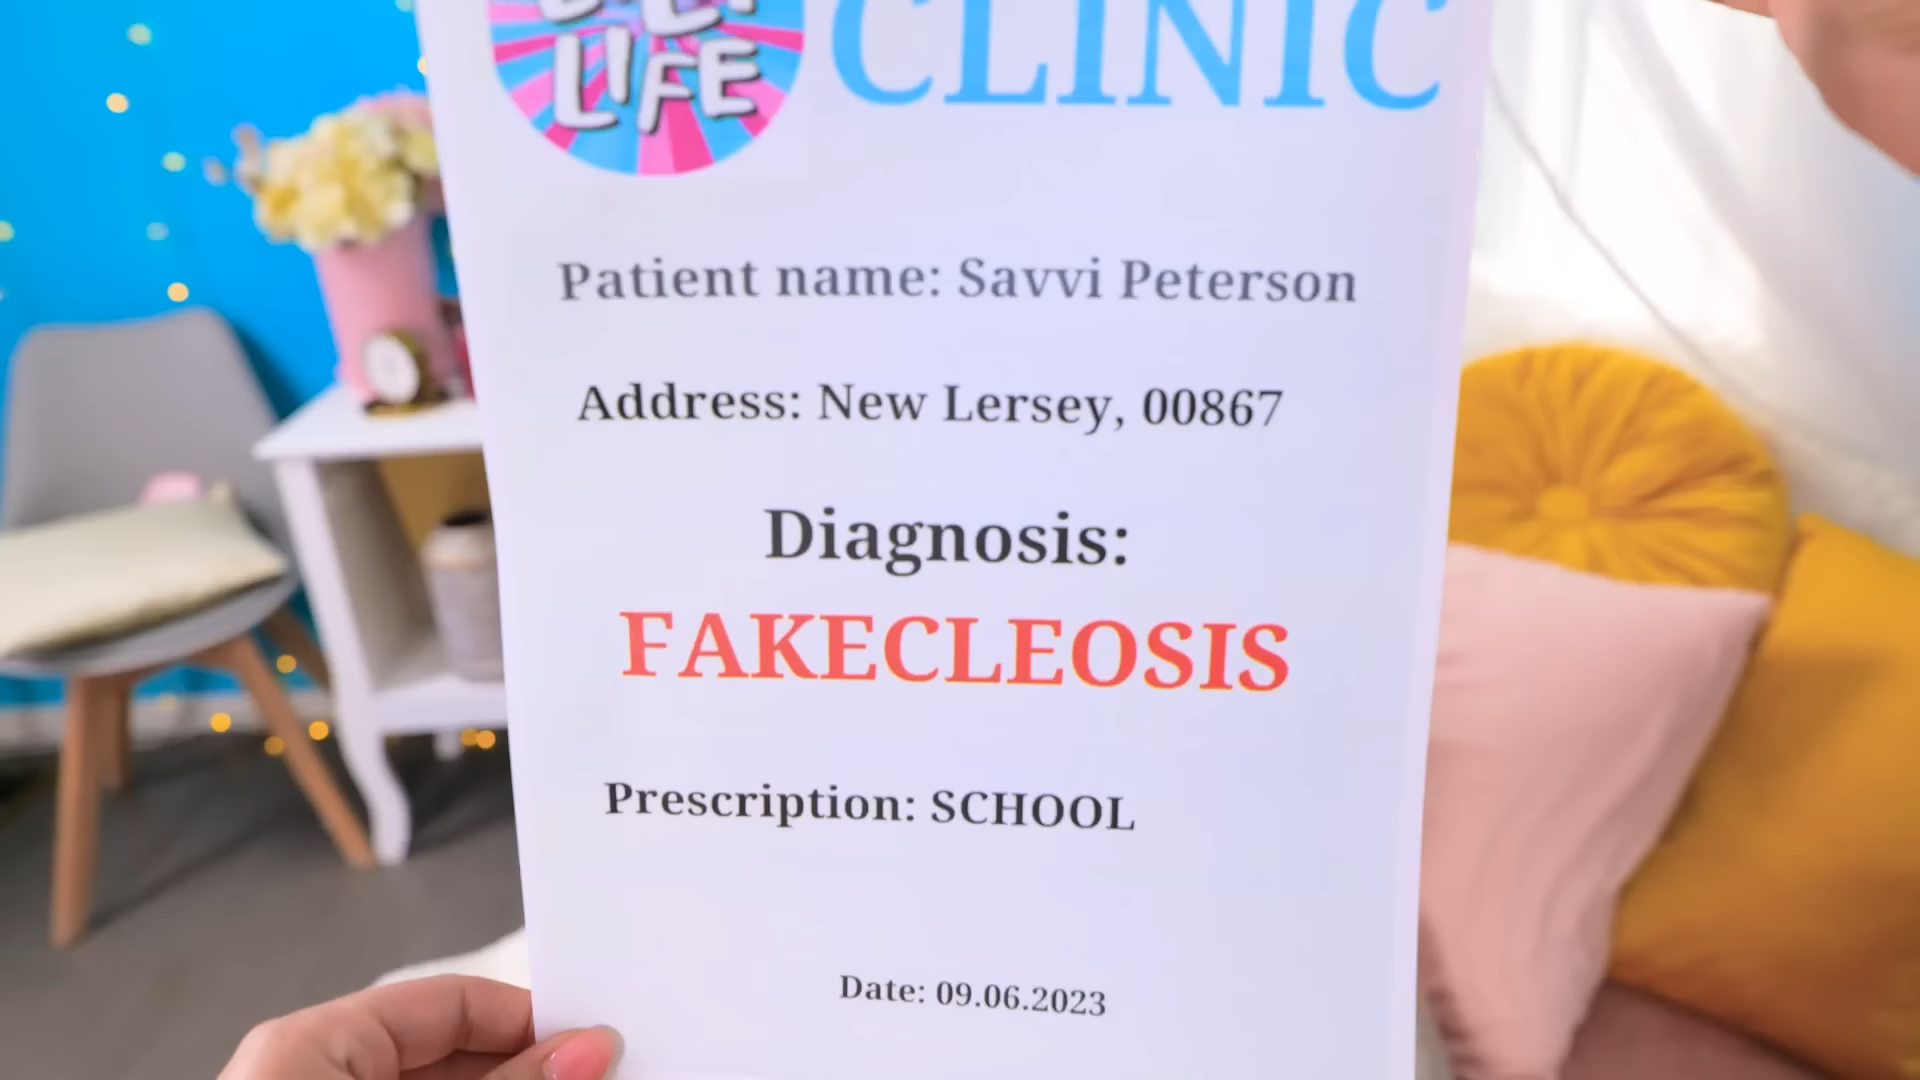 LIFE
CLINIC
Patient name: Savvi Peterson
Address: New Lersey, 00867
Diagnosis:
FAKECLEOSIS
Prescription: SCHOOL
Date: 09.06.2023